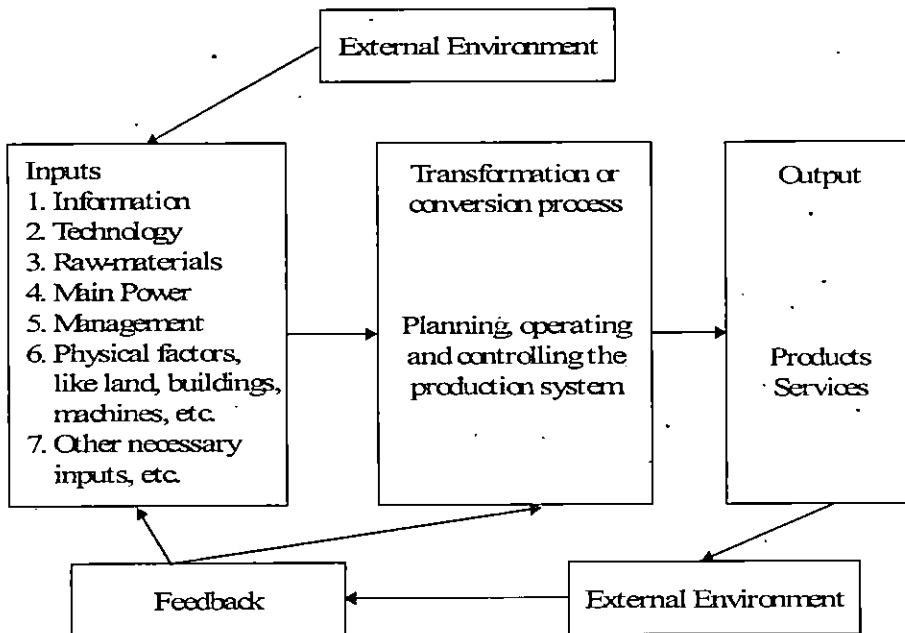 External Environment
Inputs
1. Information
2. Technology
3. Raw-materials
4. Main Power
5. Management
6. Physical factors,
like land, buildings,
machines, etc.
7. Other necessary
inputs, etc.
Transformation or
conversion process
Planning, operating
and controlling the
production system
Output
Products
Services
Feedback
External Environment